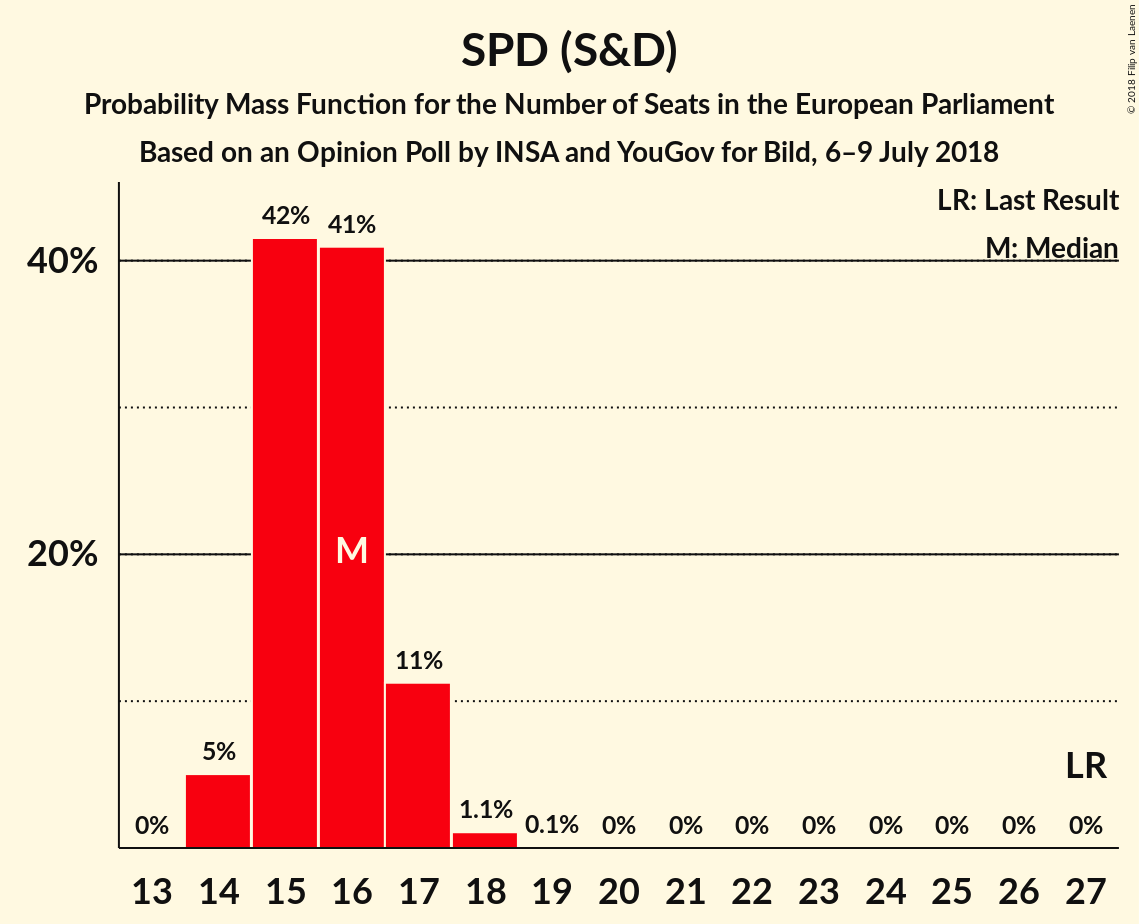 SPD (S&D)
Probability Mass Function for the Number of Seats in the European Parliament
Based on an Opinion Poll by INSA and YouGov for Bild, 6–9 July 2018
© 2018 Filip van Laenen
LR: Last Result
M: Median
40%
20%
0% 5% 42% 41% 11% 1.1% 0.1% 0% 0% 0% 0% 0% 0% 0% 0%
M
LR
13 14 15 16 17 18 19 20 21 22 23 24 25 26 27